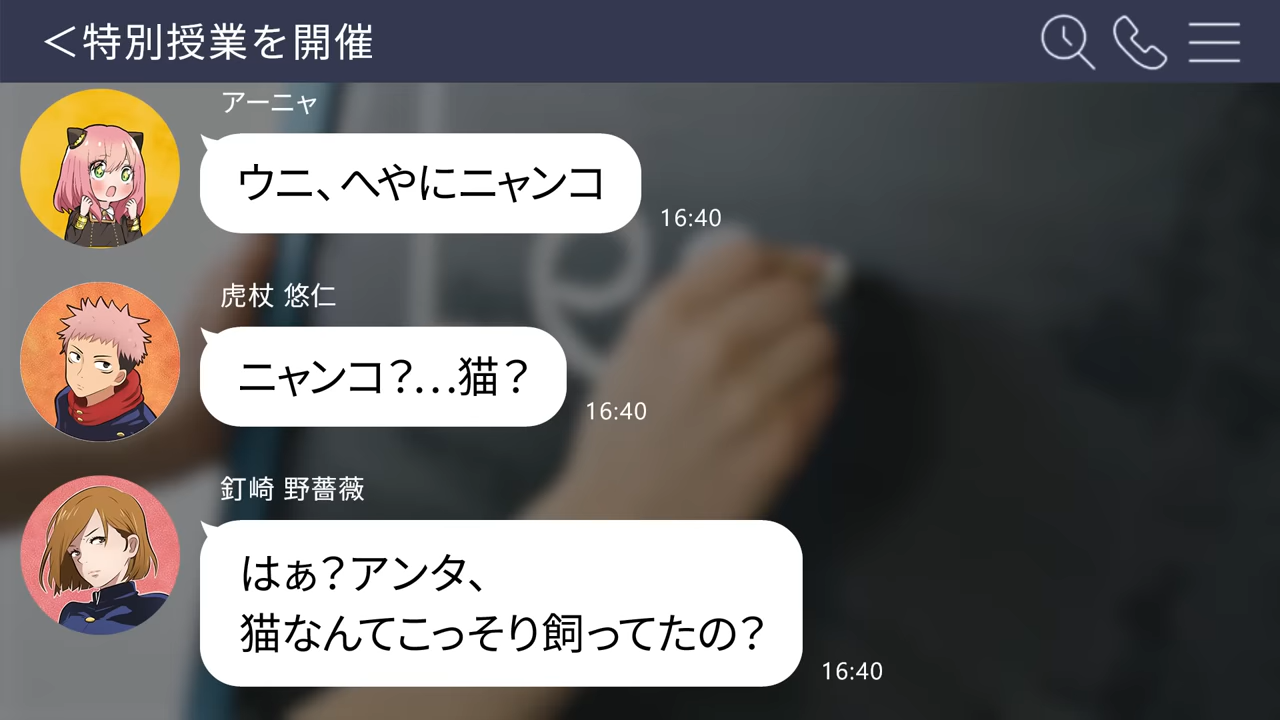 ＜特別授業を開催
アーニャ
ウニ、へやにニャンコ
16:40
虎杖 悠仁
ニャンコ？…猫？
16:40
釘崎 野薔薇
はぁ？アンタ、
猫なんてこっそり飼ってたの？
16:40